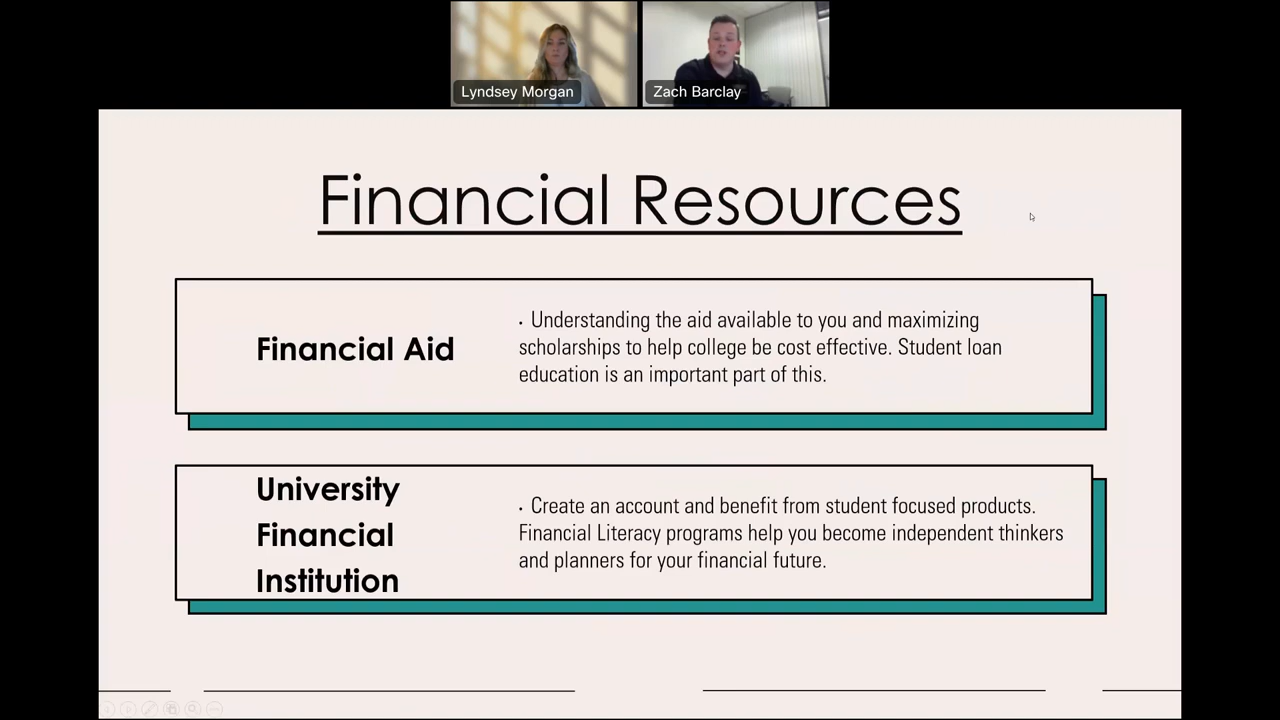 Lyndsey Morgan
Zach Barclay
Financial Resources
Financial Aid
· Understanding the aid available to you and maximizing
scholarships to help college be cost effective. Student loan
education is an important part of this.
University
Financial
Institution
· Create an account and benefit from student focused products.
Financial Literacy programs help you become independent thinkers
and planners for your financial future.